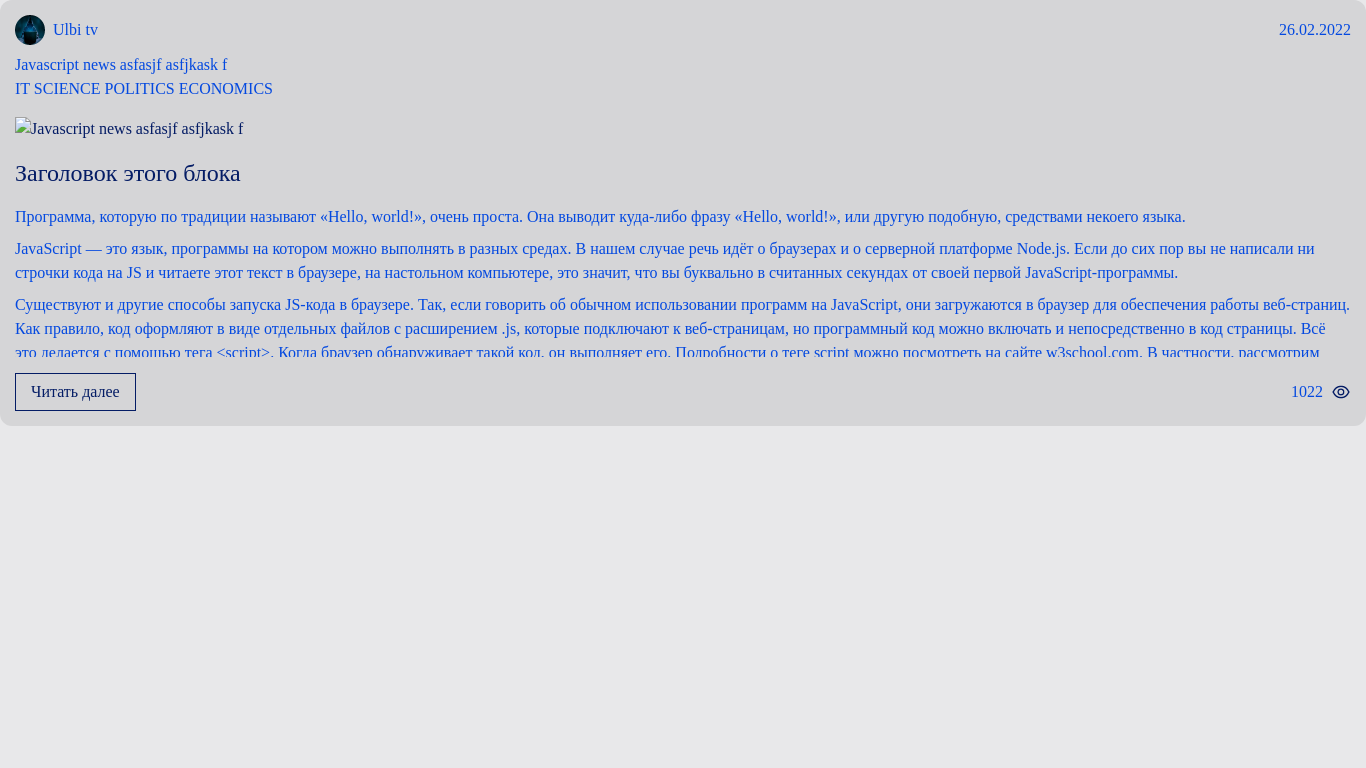 Ulbi tv
26.02.2022
Javascript news asfasjf asfjkask f
IT SCIENCE POLITICS ECONOMICS
Javascript news asfasjf asfjkask f
Заголовок этого блока
Программа, которую по традиции называют «Hello, world!», очень проста. Она выводит куда-либо фразу «Hello, world!», или другую подобную, средствами некоего языка.
JavaScript — это язык, программы на котором можно выполнять в разных средах. В нашем случае речь идёт о браузерах и о серверной платформе Node.js. Если до сих пор вы не написали ни
строчки кода на JS и читаете этот текст в браузере, на настольном компьютере, это значит, что вы буквально в считанных секундах от своей первой JavaScript-программы.
Существуют и другие способы запуска JS-кода в браузере. Так, если говорить об обычном использовании программ на JavaScript, они загружаются в браузер для обеспечения работы веб-страниц.
Как правило, код оформляют в виде отдельных файлов с расширением .js, которые подключают к веб-страницам, но программный код можно включать и непосредственно в код страницы. Всё
это делается с помощью тега <script>. Когда браузер обнаруживает такой код, он выполняет его. Подробности о теге script можно посмотреть на сайте w3school.com. В частности, рассмотрим
Читать далее
1022